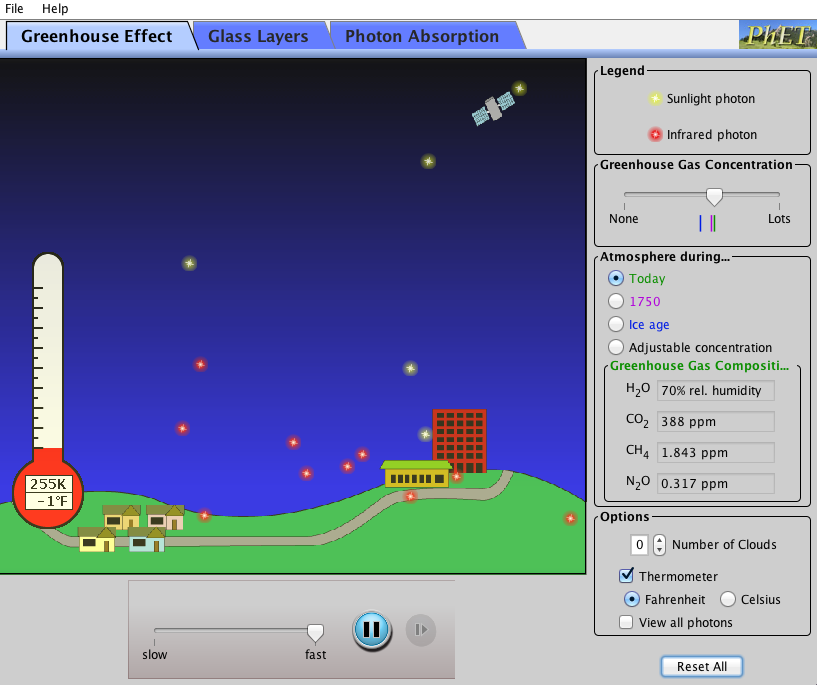 File Help
Greenhouse Effect Glass Layers Photon Absorption
PhET
Legend
Sunlight photon
Infrared photon
Greenhouse Gas Concentration
None Lots
Atmosphere during...
Today
1750
Ice age
Adjustable concentration
Greenhouse Gas Compositi...
H2O 70% rel. humidity
CO2 388 ppm
CH4 1.843 ppm
N2O 0.317 ppm
255K
-1°F
Options
0 Number of Clouds
Thermometer
Fahrenheit Celsius
View all photons
slow fast
Reset All